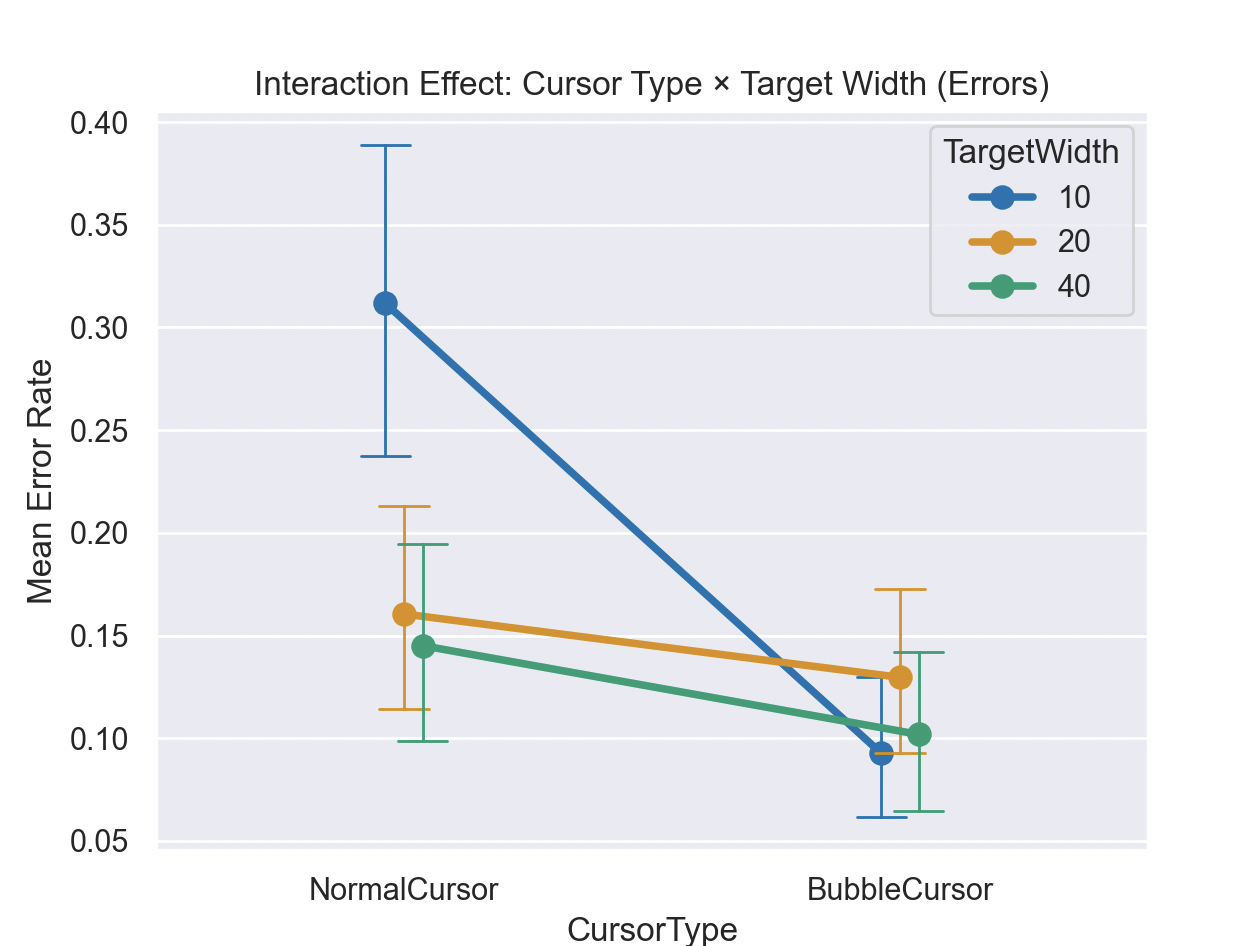 Interaction Effect: Cursor Type × Target Width (Errors)
0.40
0.35
0.30
0.25
0.20
0.15
0.10
0.05
Mean Error Rate
TargetWidth
10
20
40
NormalCursor
BubbleCursor
CursorType